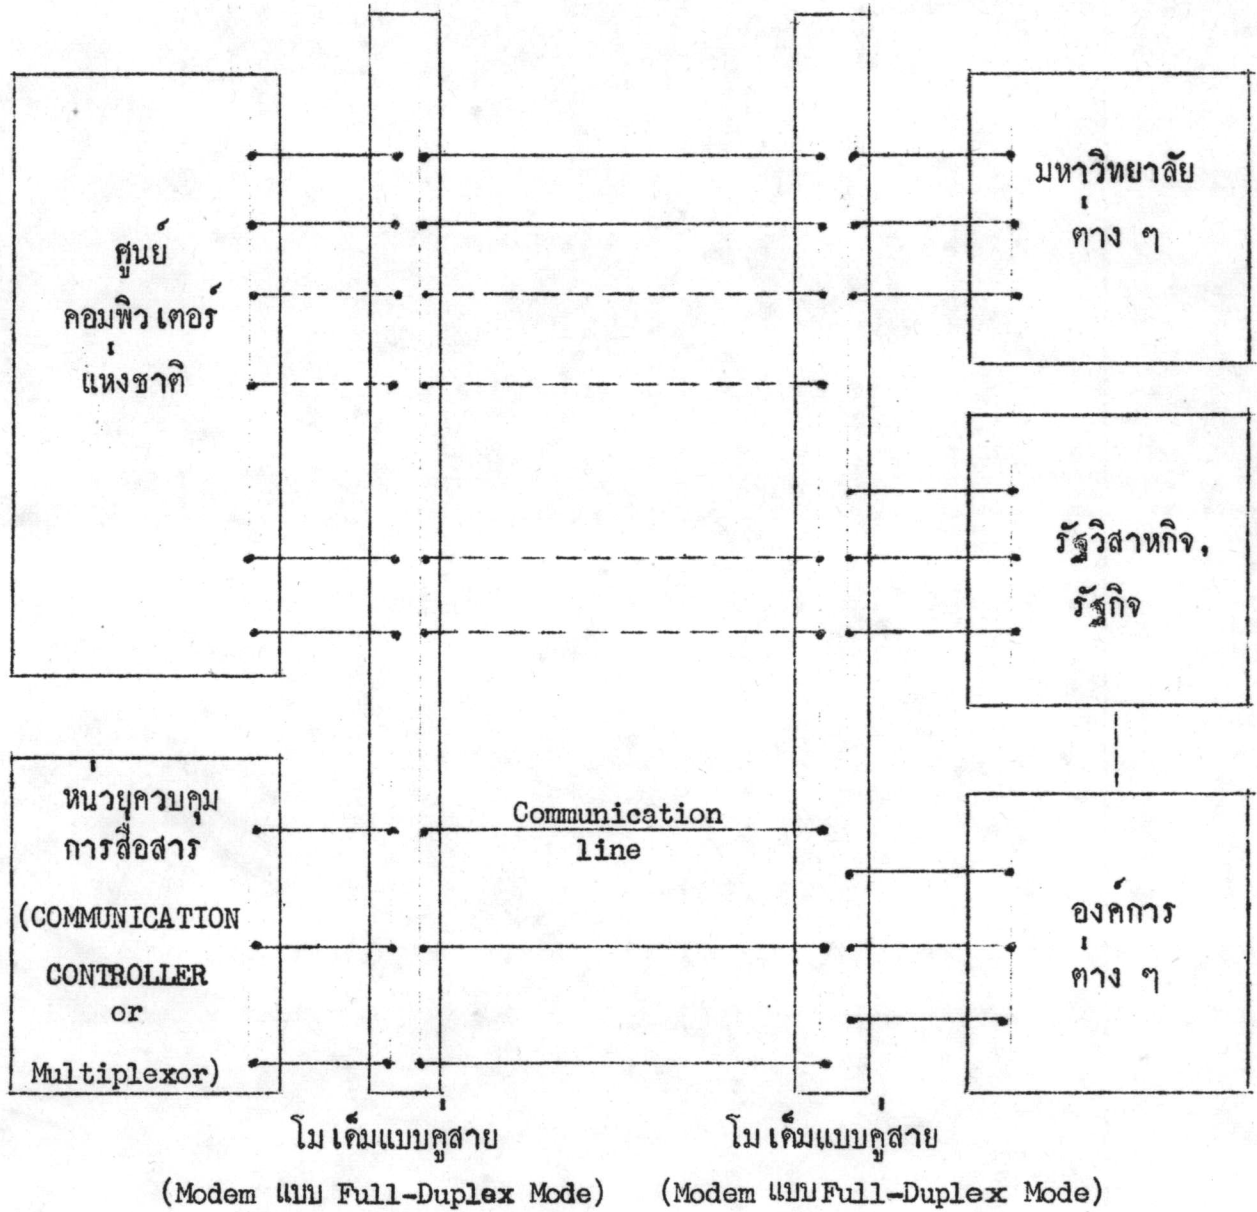 ศูนย์
คอมพิวเตอร์
แห่งชาติ
หน่วยควบคุม
การสื่อสาร
(COMMUNICATION
CONTROLLER
or
Multiplexor)
Communication
line
มหาวิทยาลัย
ต่าง ๆ
รัฐวิสาหกิจ,
รัฐกิจ
องค์การ
ต่าง ๆ
โมเด็มแบบคู่สาย
(Modem แบบ Full-Duplex Mode)
โมเด็มแบบคู่สาย
(Modem แบบ Full-Duplex Mode)